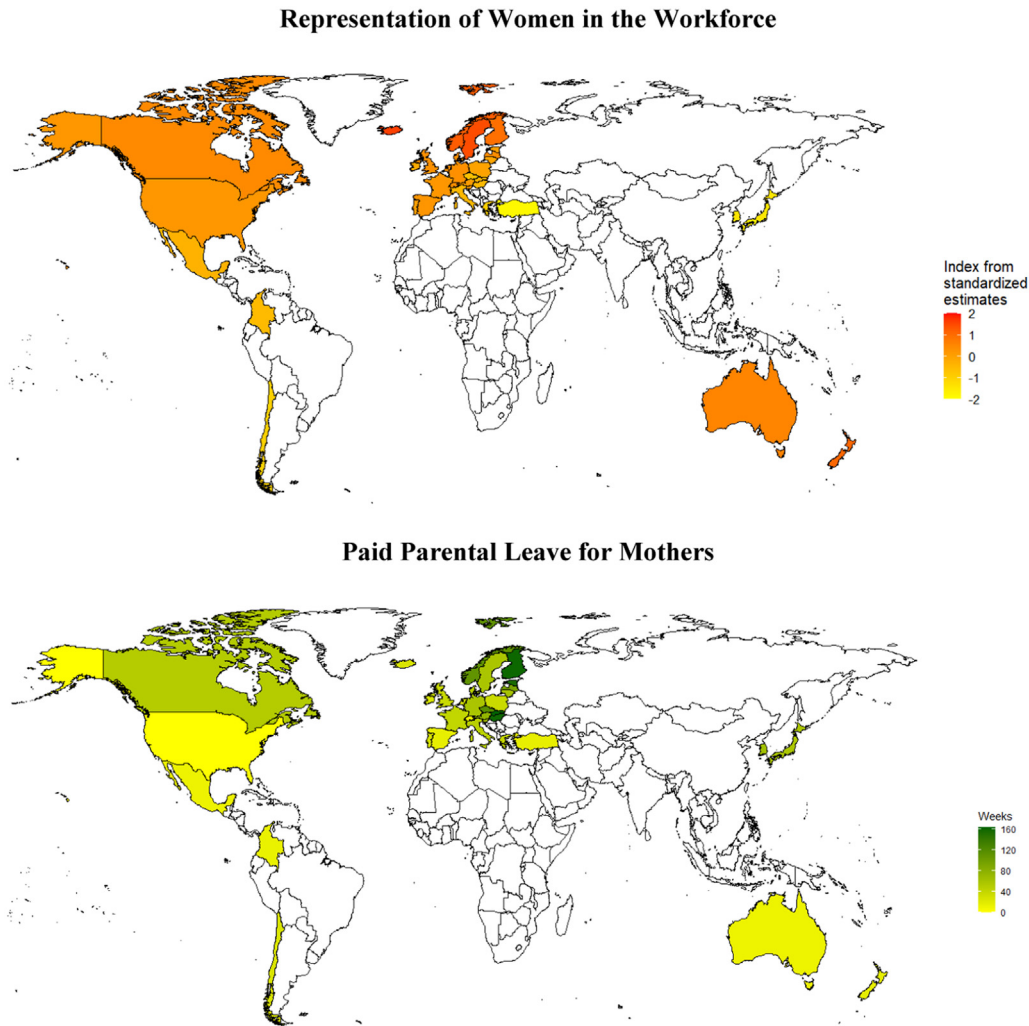 Representation of Women in the Workforce
Index from
standardized
estimates
2
1
0
-1
-2
Paid Parental Leave for Mothers
Weeks
160
120
80
40
0